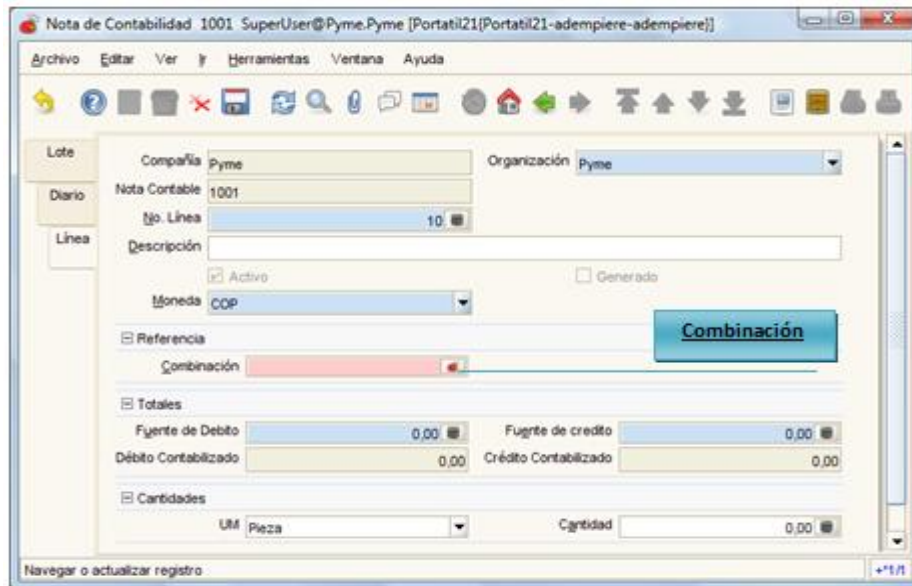 Nota de Contabilidad 1001 SuperUser@Pyme.Pyme [Portatil21{Portatil21-adempiere-adempiere}]
Archivo Editar Ver Ir Herramientas Ventana Ayuda
Lote
Diario
Línea
Compañía Pyme Organización Pyme
Nota Contable 1001
No. Línea 10
Descripción
Activo Generado
Moneda COP
Combinación
Referencia
Combinación
Totales
Fuente de Debito 0,00 Fuente de credito 0,00
Débito Contabilizado 0,00 Crédito Contabilizado 0,00
Cantidades
UM Pieza Cantidad 0,00
Navegar o actualizar registro +*1/1